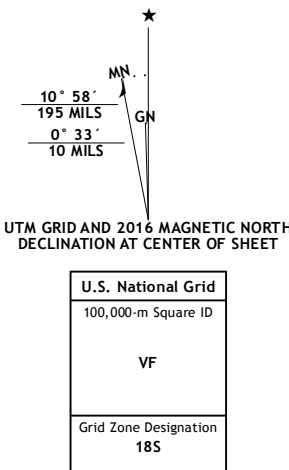 ★
MN
GN
10° 58´
195 MILS
0° 33´
10 MILS
UTM GRID AND 2016 MAGNETIC NORTH
DECLINATION AT CENTER OF SHEET
U.S. National Grid
100,000-m Square ID
VF
Grid Zone Designation
18S